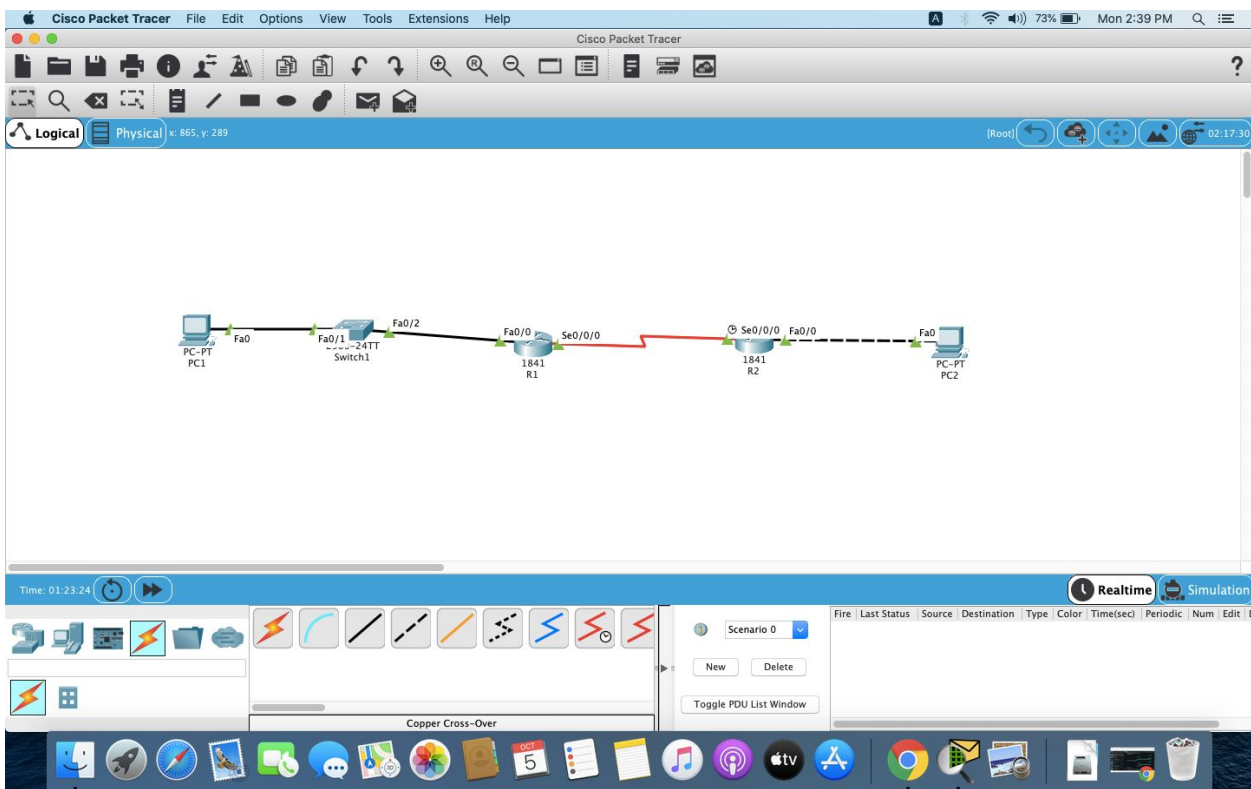 Cisco Packet Tracer File Edit Options View Tools Extensions Help A 73% Mon 2:39 PM
Cisco Packet Tracer
?
Logical Physical x: 865, y: 289 [Root] 02:17:30
Fa0/2
Fa0 Fa0/1 Fa0/0 Se0/0/0 Se0/0/0 Fa0/0 Fa0
PC-PT -24TT 1841 1841 PC-PT
PC1 Switch1 R1 R2 PC2
Time: 01:23:24 Realtime Simulation
Fire Last Status Source Destination Type Color Time(sec) Periodic Num Edit
Scenario 0
New Delete
Toggle PDU List Window
Copper Cross-Over
OCT
5
tv